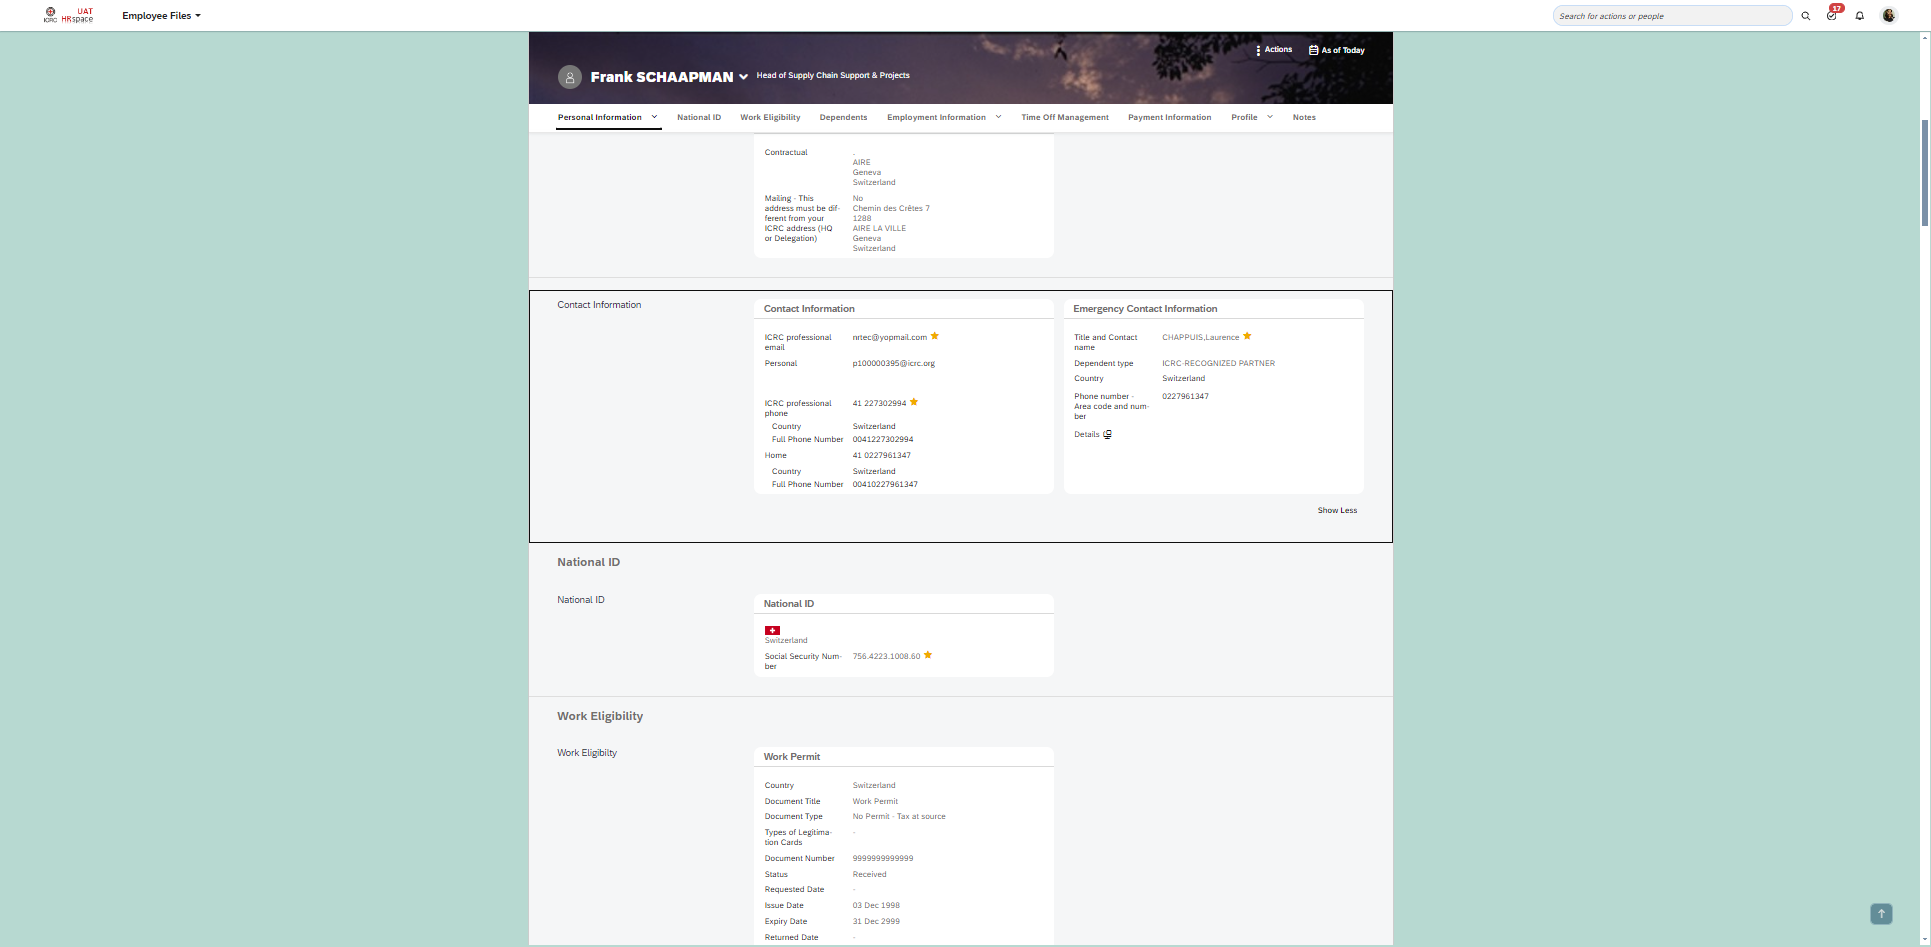 UAT
ICRC HRspace
Employee Files
Search for actions or people
17
Actions
As of Today
Frank SCHAAPMAN
Head of Supply Chain Support & Projects
Personal Information
National ID
Work Eligibility
Dependents
Employment Information
Time Off Management
Payment Information
Profile
Notes
Contractual
-
AIRE
Geneva
Switzerland
Mailing - This address must be dif-
ferent from your
ICRC address (HQ
or Delegation)
No
Chemin des Crêtes 7
1288
AIRE LA VILLE
Geneva
Switzerland
Contact Information
Contact Information
ICRC professional
email
nrtec@yopmail.com
Personal
p100000395@icrc.org
ICRC professional
phone
41 227302994
Country
Switzerland
Full Phone Number
0041227302994
Home
41 0227961347
Country
Switzerland
Full Phone Number
00410227961347
Emergency Contact Information
Title and Contact
name
CHAPPUIS,Laurence
Dependent type
ICRC-RECOGNIZED PARTNER
Country
Switzerland
Phone number -
Area code and num-
ber
0227961347
Details
Show Less
National ID
National ID
National ID
Switzerland
Social Security Num-
ber
756.4223.1008.60
Work Eligibility
Work Eligibilty
Work Permit
Country
Switzerland
Document Title
Work Permit
Document Type
No Permit - Tax at source
Types of Legitima-
tion Cards
-
Document Number
9999999999999
Status
Received
Requested Date
-
Issue Date
03 Dec 1998
Expiry Date
31 Dec 2999
Returned Date
-